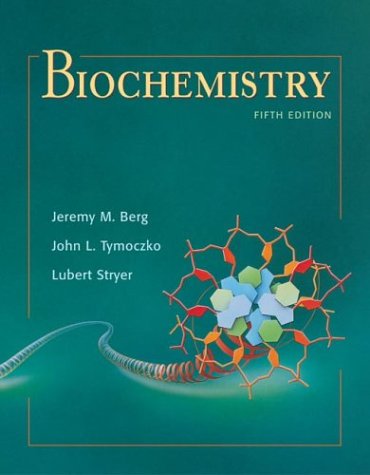 BIOCHEMISTRY
FIFTH EDITION
Jeremy M. Berg
John L. Tymoczko
Lubert Stryer